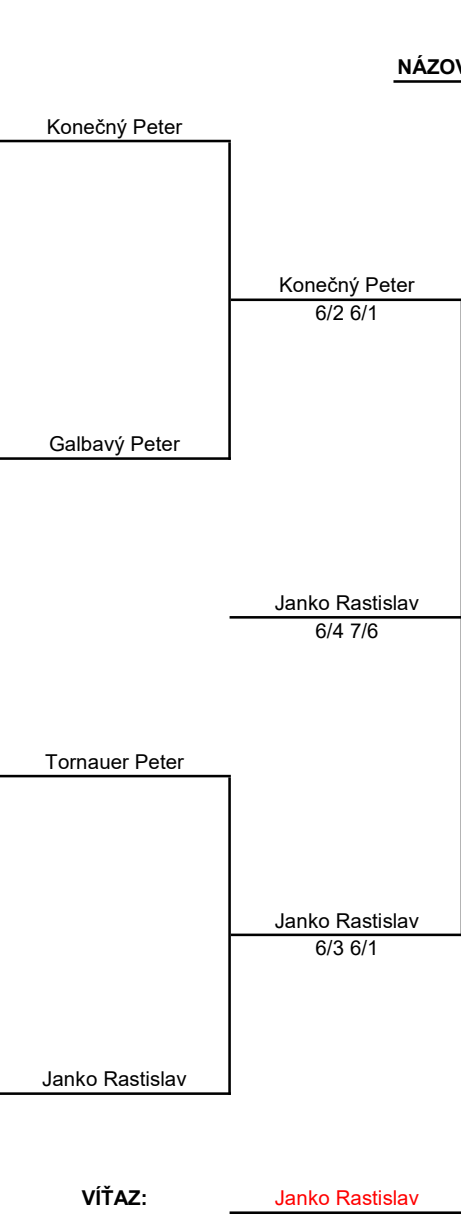 NÁZOV
Konečný Peter
Konečný Peter
6/2 6/1
Galbavý Peter
Janko Rastislav
6/4 7/6
Tornauer Peter
Janko Rastislav
6/3 6/1
Janko Rastislav
VÍŤAZ: Janko Rastislav